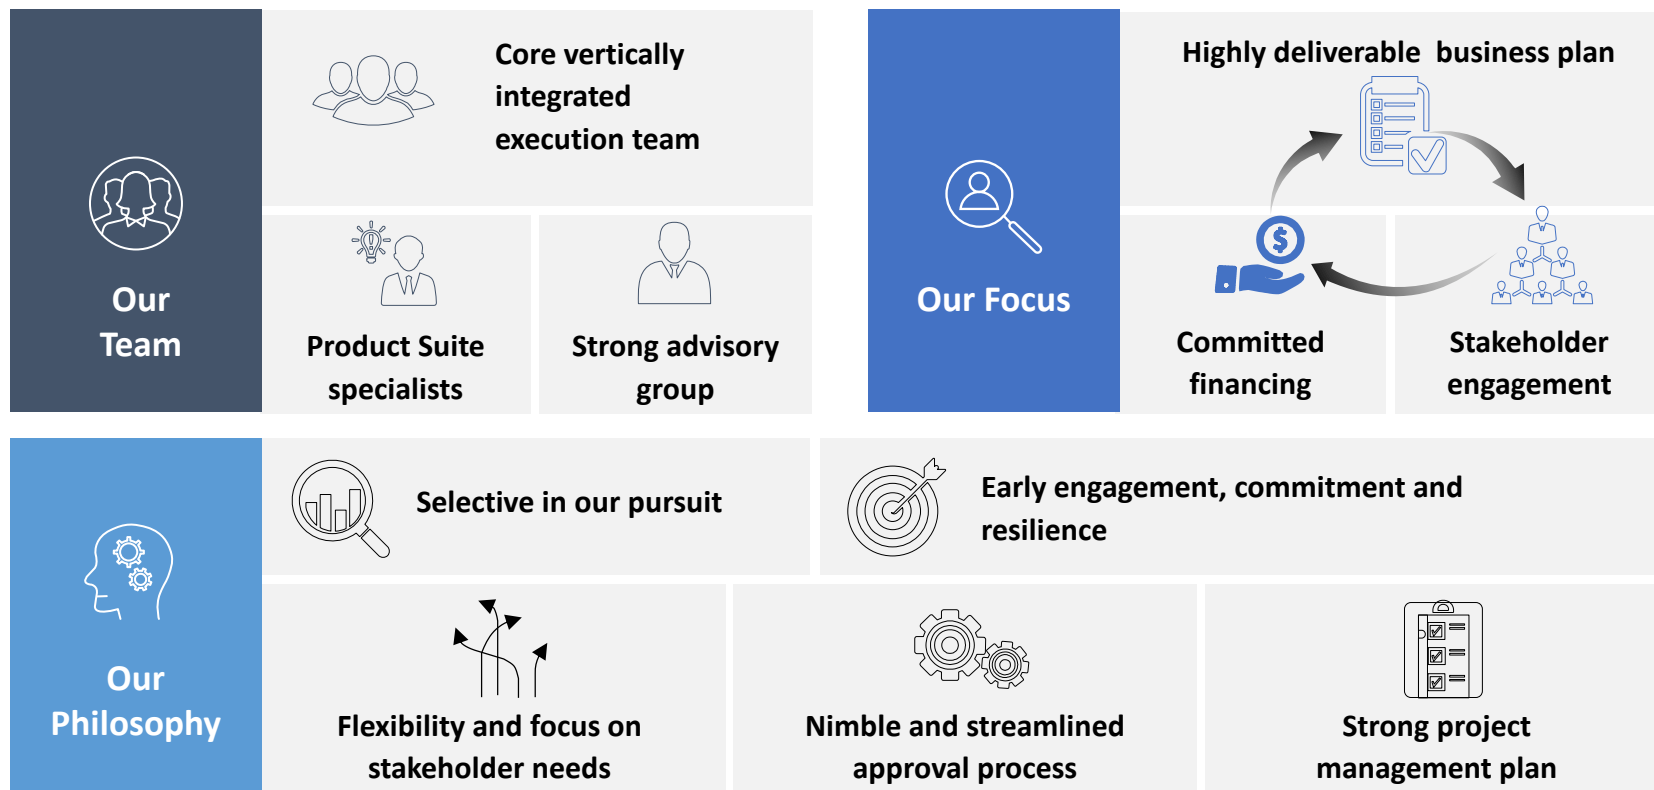 Our
Team
Core vertically
integrated
execution team
Product Suite
specialists
Strong advisory
group
Our Focus
Highly deliverable business plan
$
Committed
financing
Stakeholder
engagement
Our
Philosophy
Selective in our pursuit
Early engagement, commitment and
resilience
Flexibility and focus on
stakeholder needs
Nimble and streamlined
approval process
Strong project
management plan